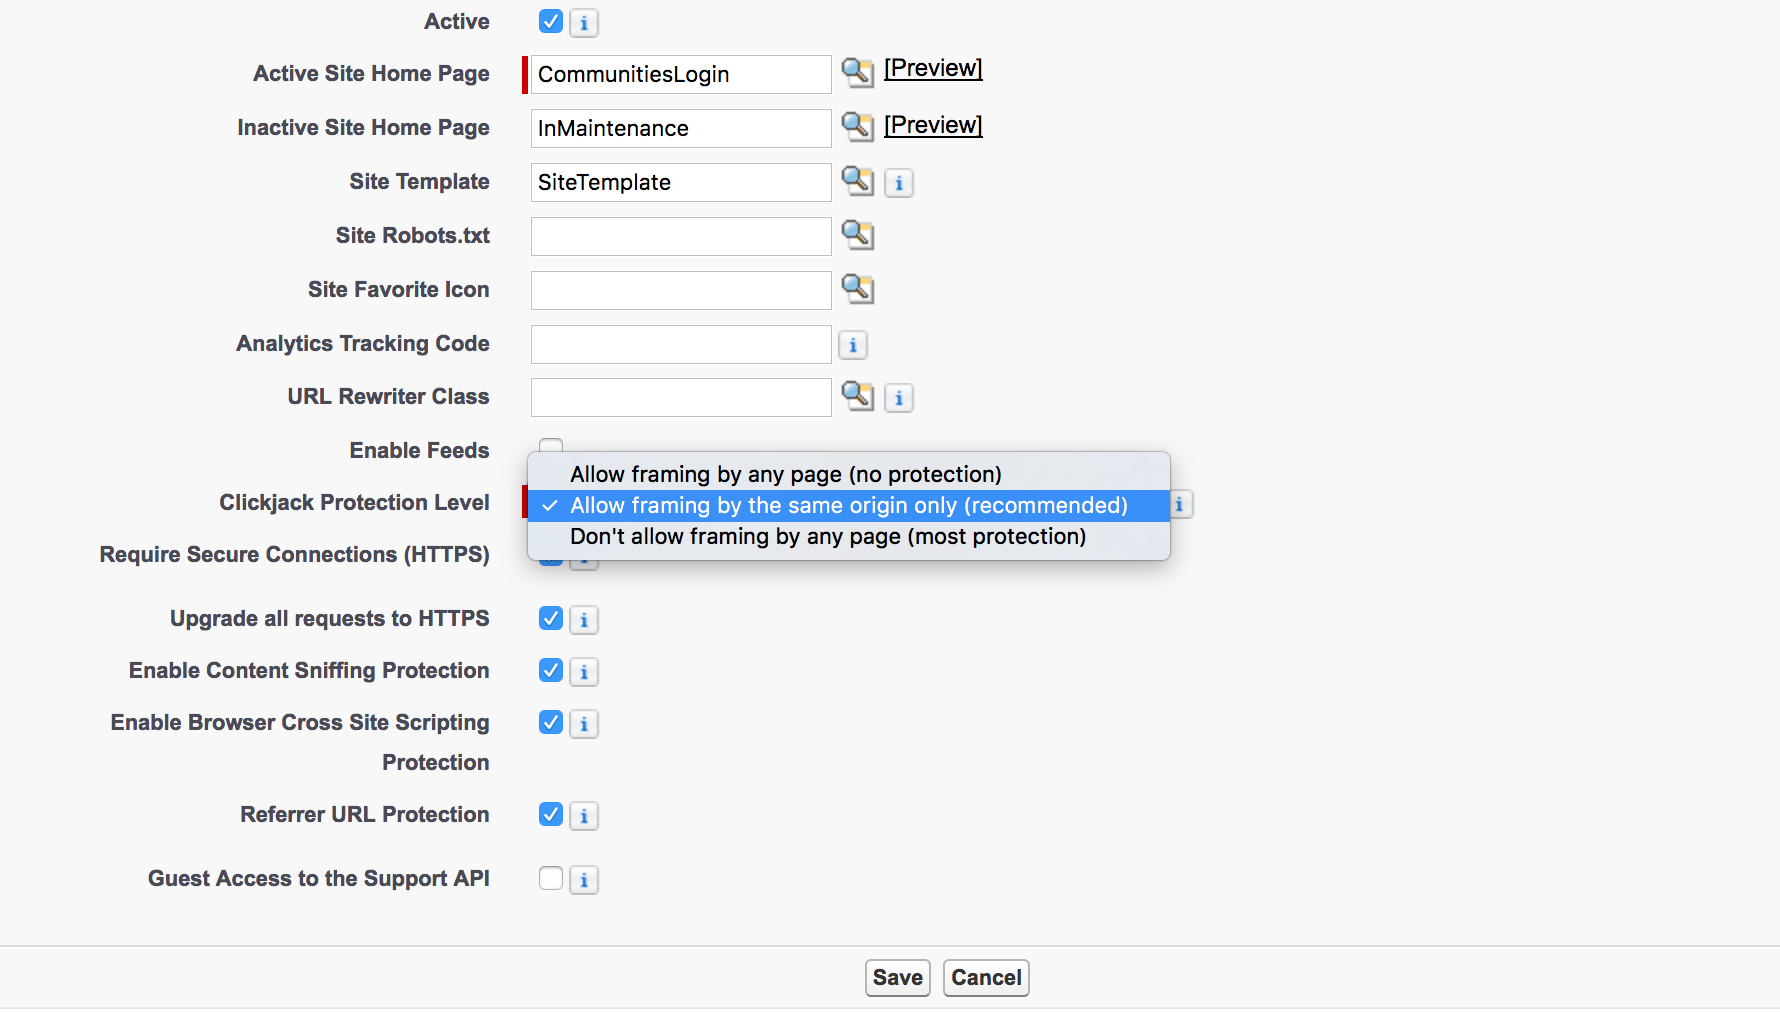 Active
i
Active Site Home Page
CommunitiesLogin
[Preview]
Inactive Site Home Page
InMaintenance
[Preview]
Site Template
SiteTemplate
i
Site Robots.txt
Site Favorite Icon
Analytics Tracking Code
i
URL Rewriter Class
i
Enable Feeds
Allow framing by any page (no protection)
Clickjack Protection Level
✓ Allow framing by the same origin only (recommended)
i
Don't allow framing by any page (most protection)
Require Secure Connections (HTTPS)
Upgrade all requests to HTTPS
i
Enable Content Sniffing Protection
i
Enable Browser Cross Site Scripting
i
Protection
Referrer URL Protection
i
Guest Access to the Support API
i
Save
Cancel